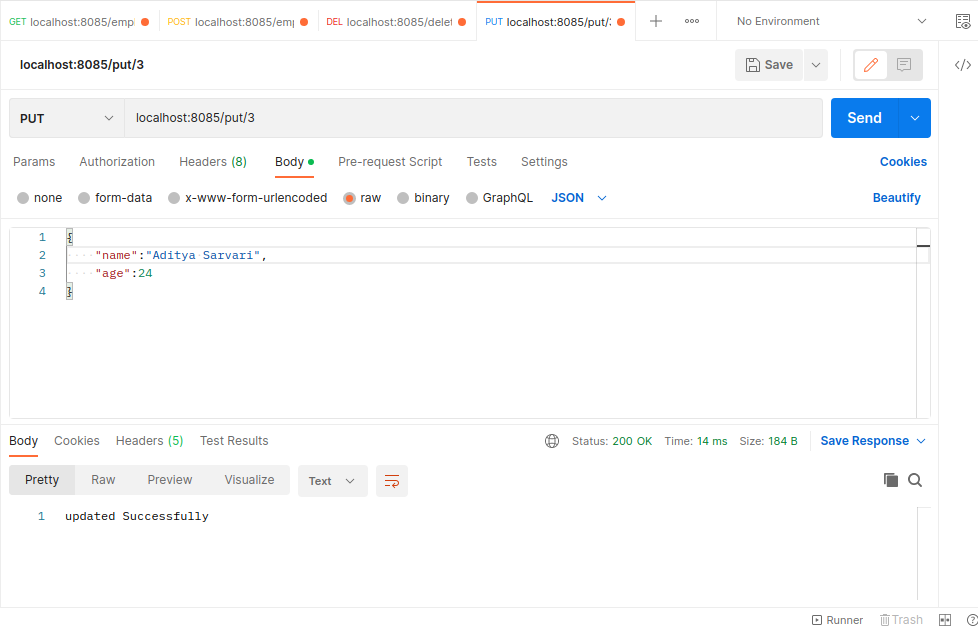 GET localhost:8085/empl
POST localhost:8085/emp
DEL localhost:8085/delet
PUT localhost:8085/put/3
No Environment
localhost:8085/put/3
Save
PUT
localhost:8085/put/3
Send
Params Authorization Headers (8) Body Pre-request Script Tests Settings Cookies
none form-data x-www-form-urlencoded raw binary GraphQL JSON Beautify
1 {
2 "name":"Aditya Sarvari",
3 "age":24
4 }
Body Cookies Headers (5) Test Results Status: 200 OK Time: 14 ms Size: 184 B Save Response
Pretty Raw Preview Visualize Text
1 updated Successfully
Runner Trash